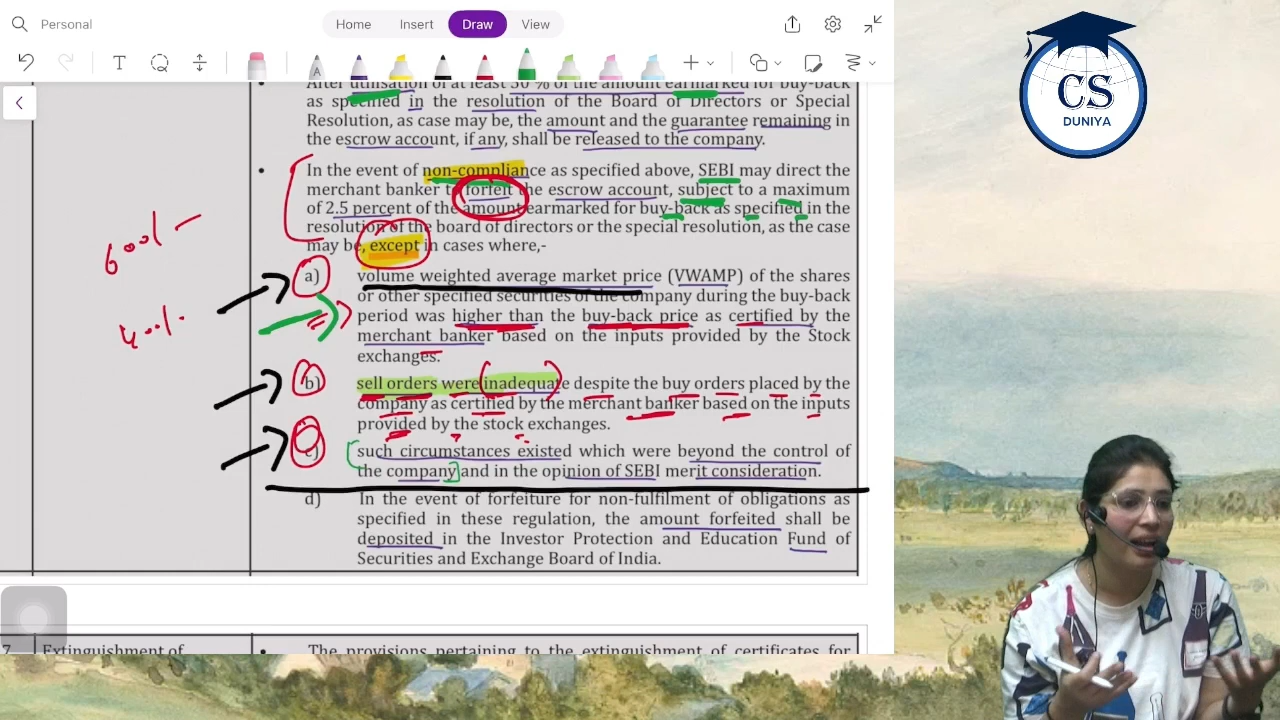 Personal
Home Insert Draw View
CS
DUNIYA
After utilisation of at least 50 % of the amount earmarked for buy-back
as specified in the resolution of the Board of Directors or Special
Resolution, as case may be, the amount and the guarantee remaining in
the escrow account, if any, shall be released to the company.
In the event of non-compliance as specified above, SEBI may direct the
merchant banker to forfeit the escrow account, subject to a maximum
of 2.5 percent of the amount earmarked for buy-back as specified in the
resolution of the board of directors or the special resolution, as the case
may be, except in cases where,-
a) volume weighted average market price (VWAMP) of the shares
or other specified securities of the company during the buy-back
period was higher than the buy-back price as certified by the
merchant banker based on the inputs provided by the Stock
exchanges.
b) sell orders were inadequate despite the buy orders placed by the
company as certified by the merchant banker based on the inputs
provided by the stock exchanges.
c) such circumstances existed which were beyond the control of
the company and in the opinion of SEBI merit consideration.
d) In the event of forfeiture for non-fulfilment of obligations as
specified in these regulation, the amount forfeited shall be
deposited in the Investor Protection and Education Fund of
Securities and Exchange Board of India.
7 Extinguishment of
The provisions pertaining to the extinguishment of certificates for